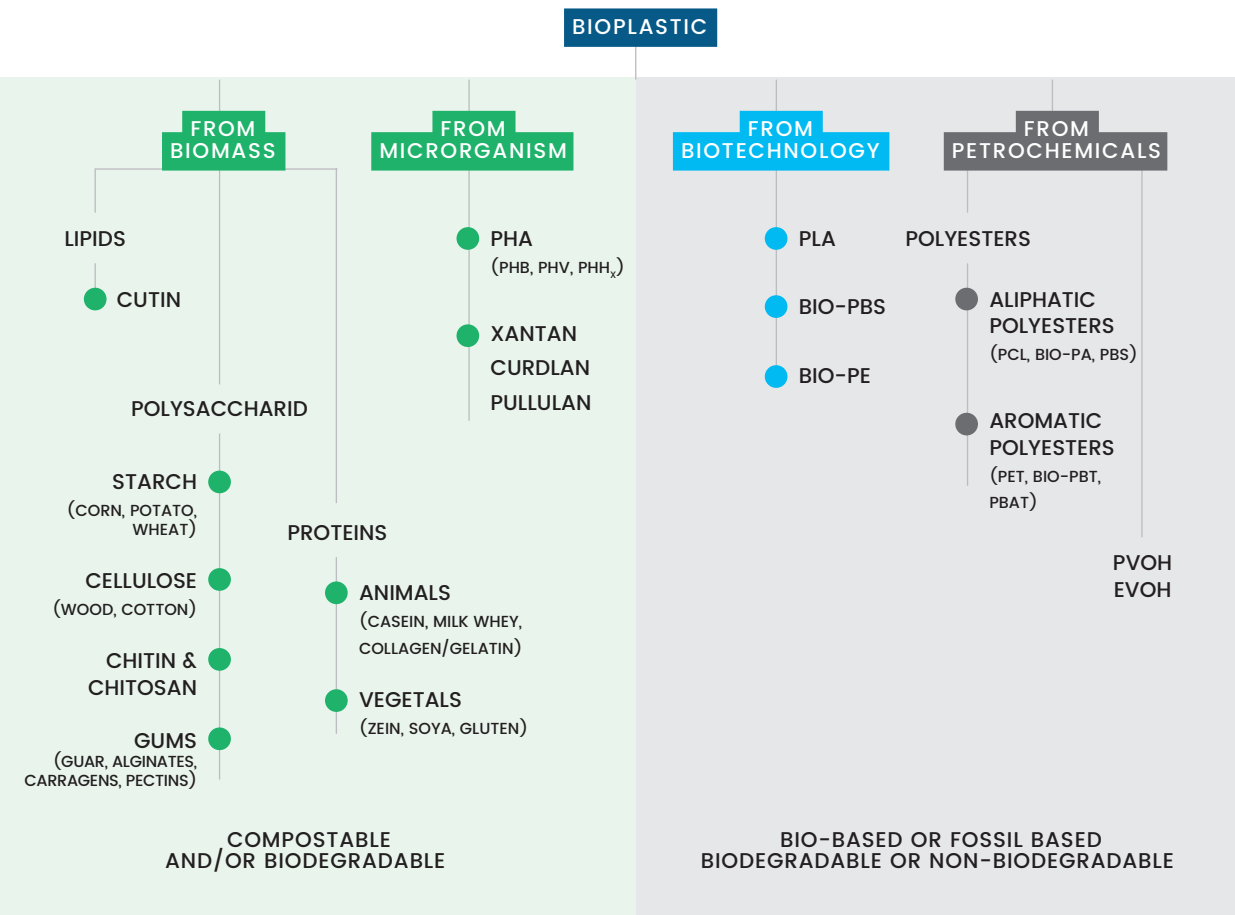 BIOPLASTIC
FROM
BIOMASS
LIPIDS
CUTIN
POLYSACCHARID
STARCH
(CORN, POTATO,
WHEAT)
CELLULOSE
(WOOD, COTTON)
CHITIN &
CHITOSAN
GUMS
(GUAR, ALGINATES,
CARRAGENS, PECTINS)
PROTEINS
ANIMALS
(CASEIN, MILK WHEY,
COLLAGEN/GELATIN)
VEGETALS
(ZEIN, SOYA, GLUTEN)
FROM
MICRORGANISM
PHA
(PHB, PHV, PHHx)
XANTAN
CURDLAN
PULLULAN
COMPOSTABLE
AND/OR BIODEGRADABLE
FROM
BIOTECHNOLOGY
PLA
BIO-PBS
BIO-PE
FROM
PETROCHEMICALS
POLYESTERS
ALIPHATIC
POLYESTERS
(PCL, BIO-PA, PBS)
AROMATIC
POLYESTERS
(PET, BIO-PBT,
PBAT)
PVOH
EVOH
BIO-BASED OR FOSSIL BASED
BIODEGRADABLE OR NON-BIODEGRADABLE